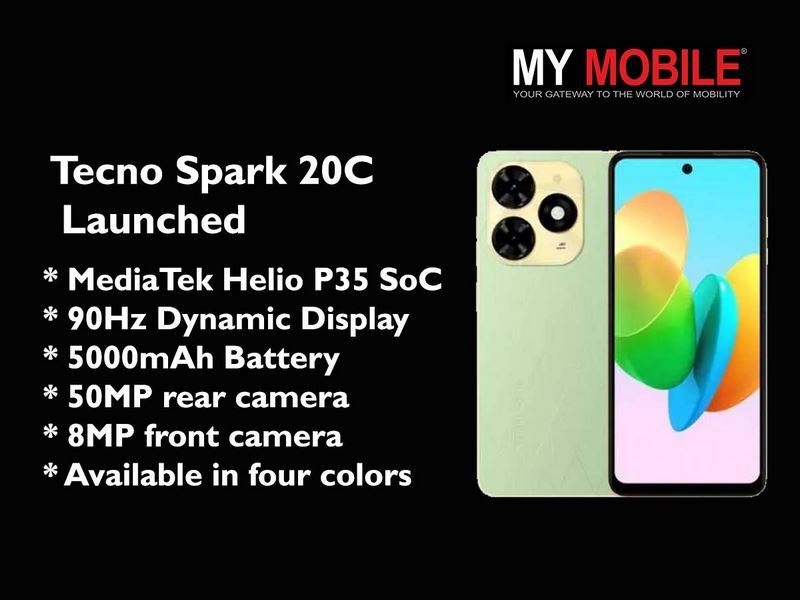 MY MOBILE®
YOUR GATEWAY TO THE WORLD OF MOBILITY
Tecno Spark 20C
Launched
* MediaTek Helio P35 SoC
* 90Hz Dynamic Display
* 5000mAh Battery
* 50MP rear camera
* 8MP front camera
* Available in four colors